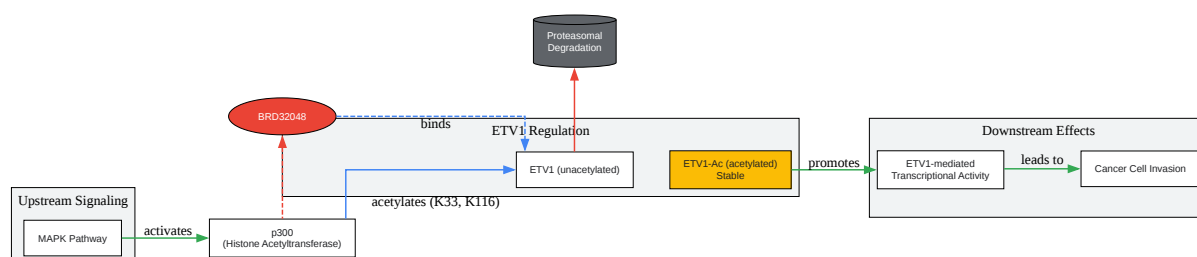 Proteasomal
Degradation
BRD32048
binds
ETV1 Regulation
Downstream Effects
ETV1 (unacetylated)
ETV1-Ac (acetylated)
Stable
promotes
ETV1-mediated
Transcriptional Activity
leads to
Cancer Cell Invasion
acetylates (K33, K116)
Upstream Signaling
MAPK Pathway
activates
p300
(Histone Acetyltransferase)